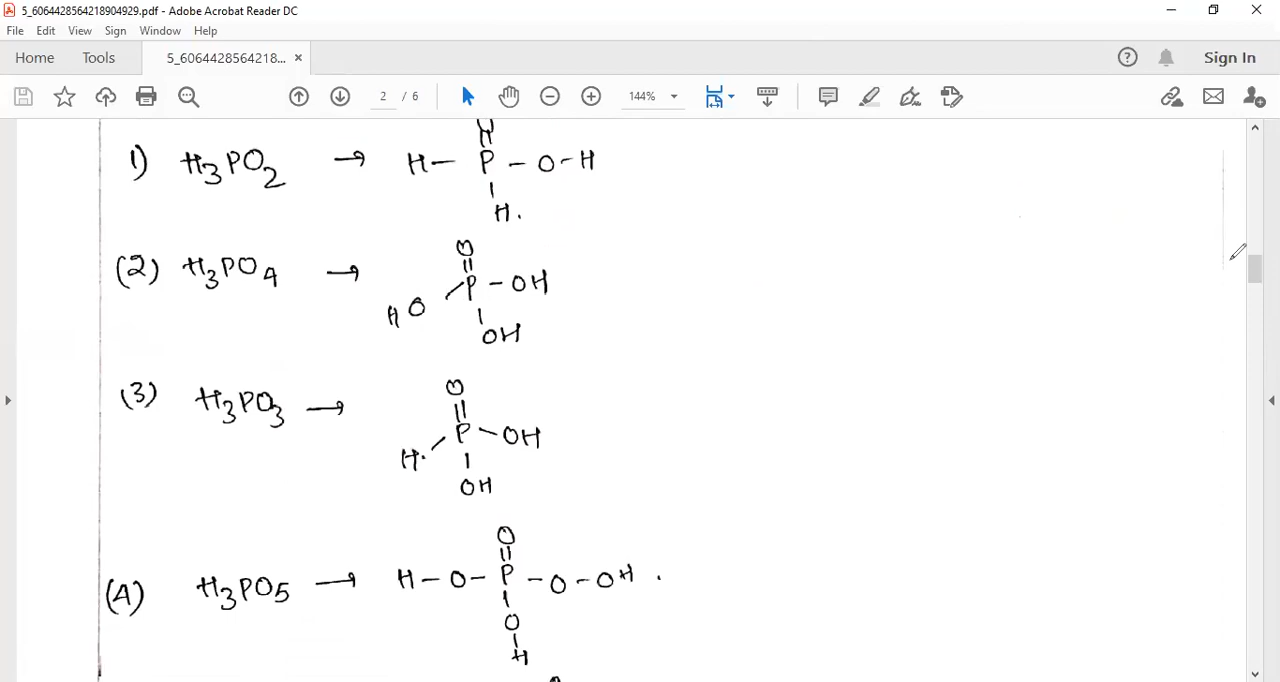 5_6064428564218904929.pdf - Adobe Acrobat Reader DC
File Edit View Sign Window Help
Home Tools 5_6064428564218... × Sign In
2 / 6 144%
1) H3PO2 → H - P - O - H
H.
(2) H3PO4 → O
HO P - OH
OH
(3) H3PO3 → O
H. P - OH
OH
(4) H3PO5 → O
H - O - P - O - OH .
O
H